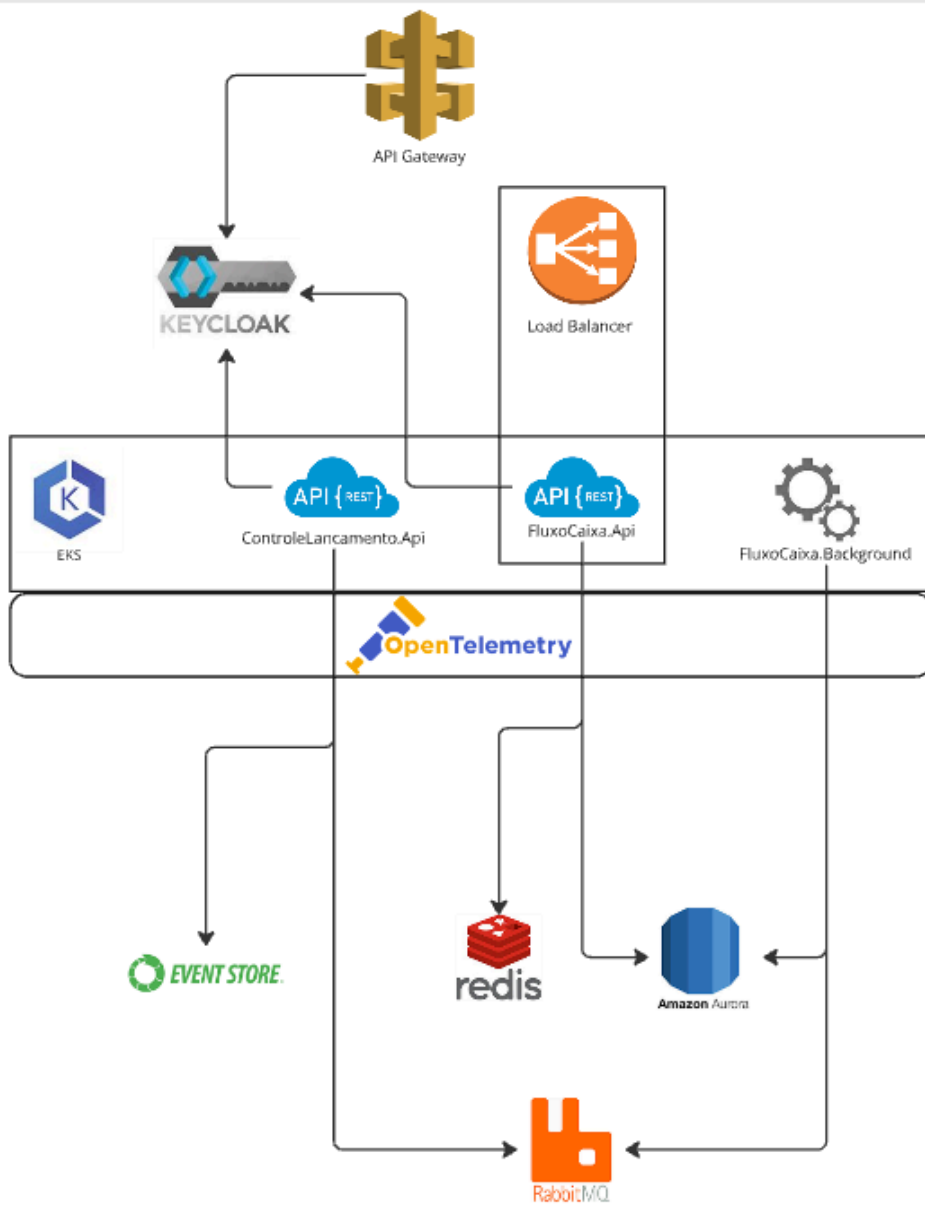 API Gateway
KEYCLOAK
Load Balancer
K
EKS
API {REST}
ControleLancamento.Api
API {REST}
FluxoCaixa.Api
FluxoCaixa.Background
OpenTelemetry
EVENT STORE.
redis
Amazon Aurora
RabbitMQ